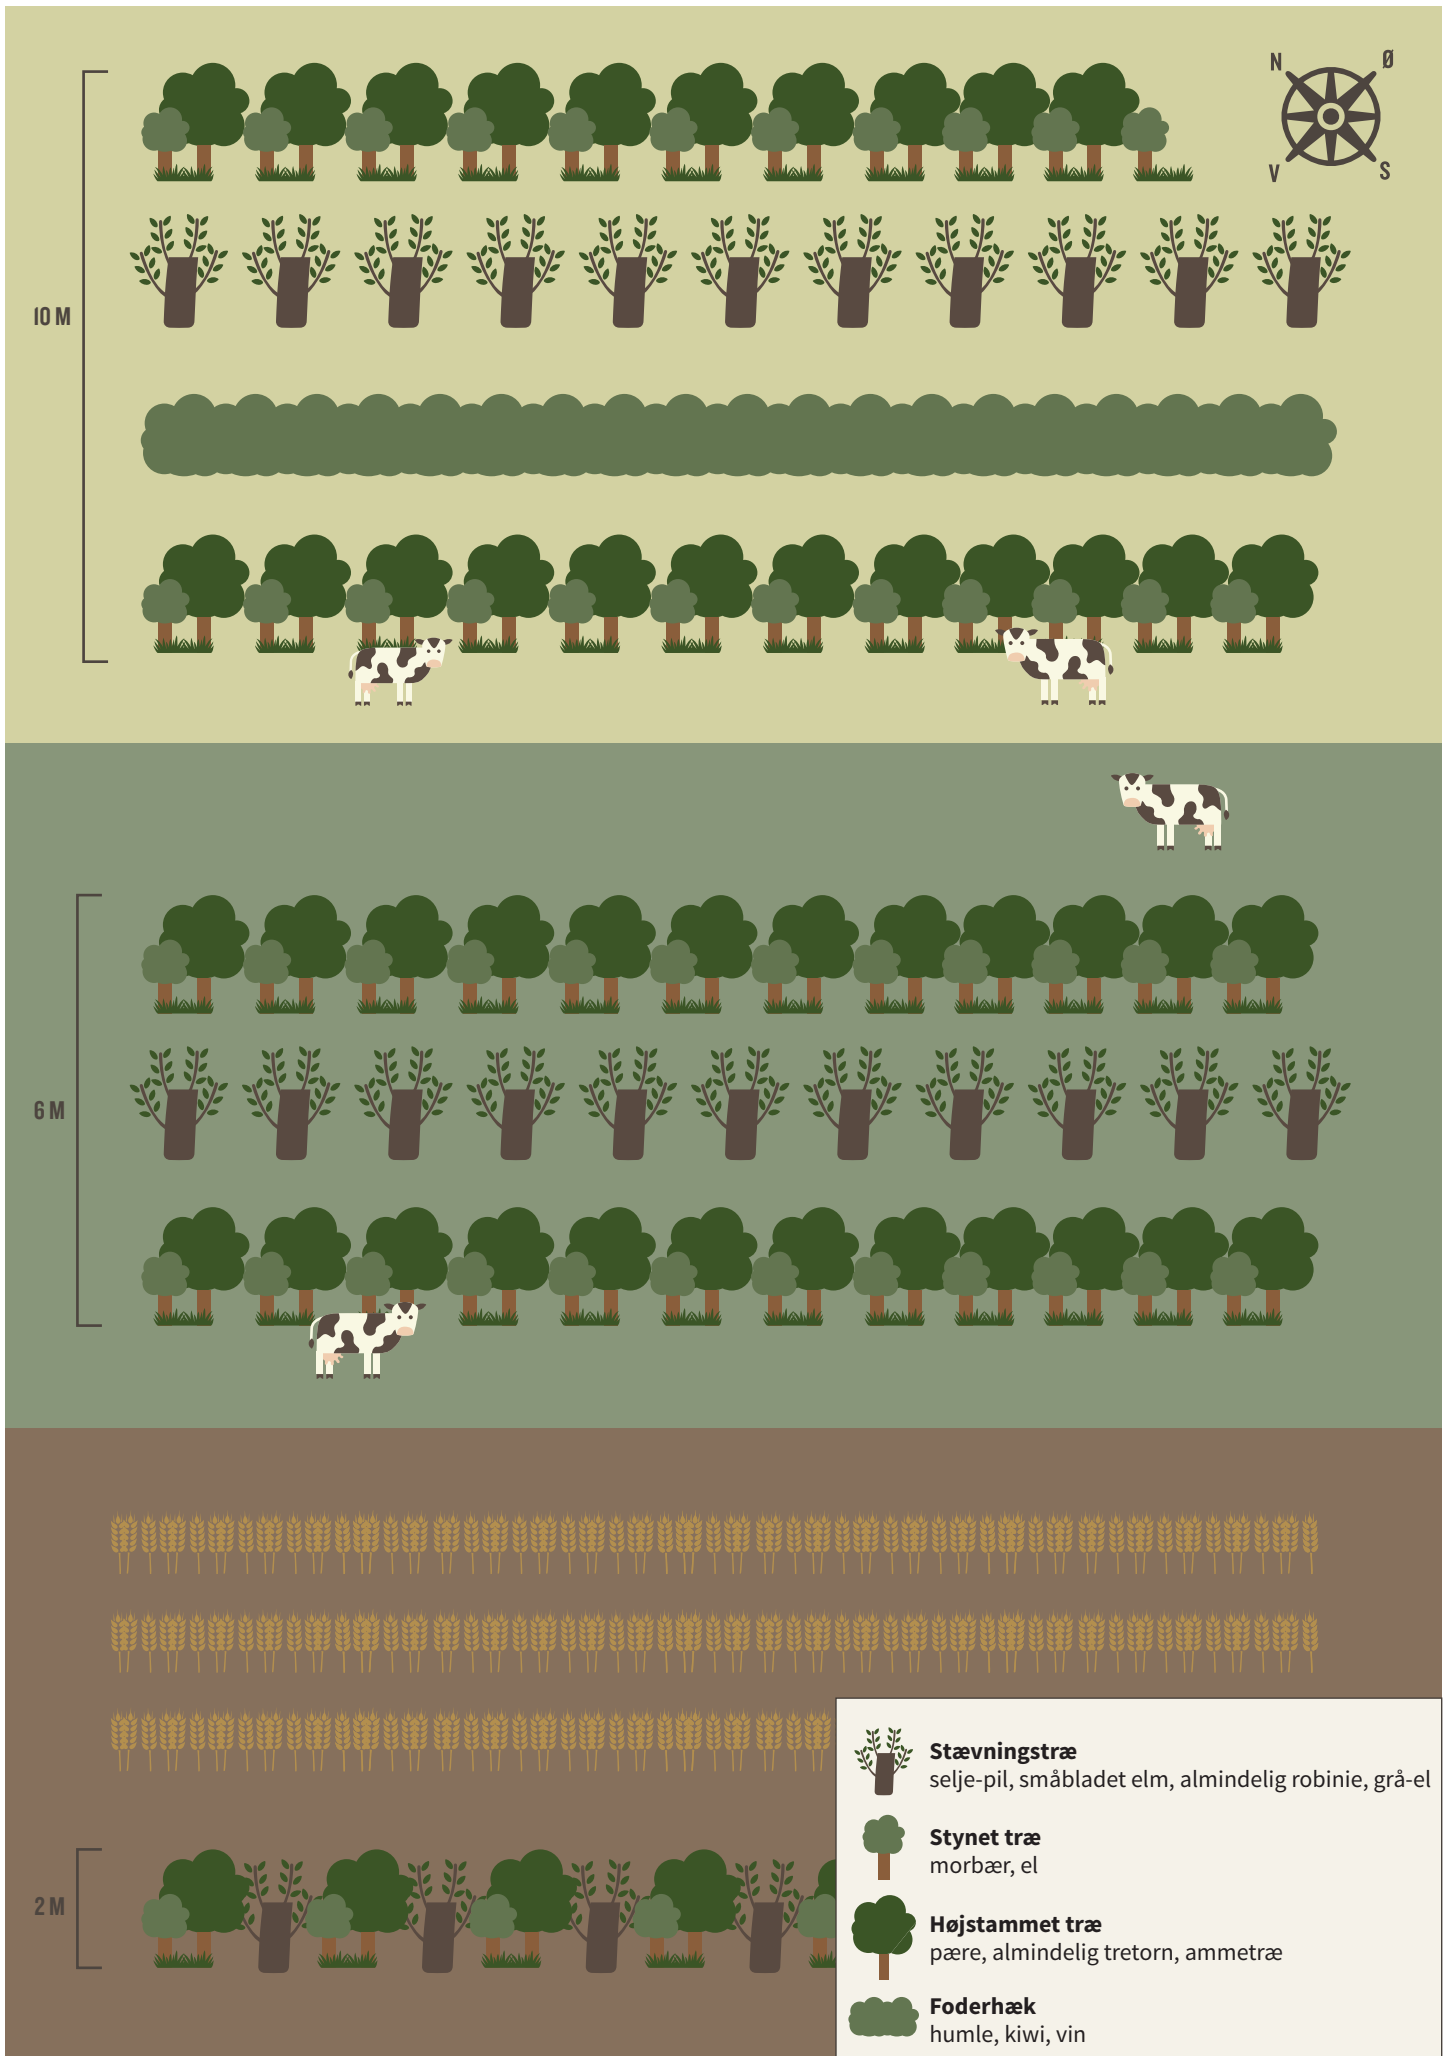 N Ø
V S
10 M
6 M
2 M
Stævningstræ
selje-pil, småbladet elm, almindelig robinie, grå-el
Stynet træ
morbær, el
Højstammet træ
pære, almindelig tretorn, ammetræ
Foderhæk
humle, kiwi, vin